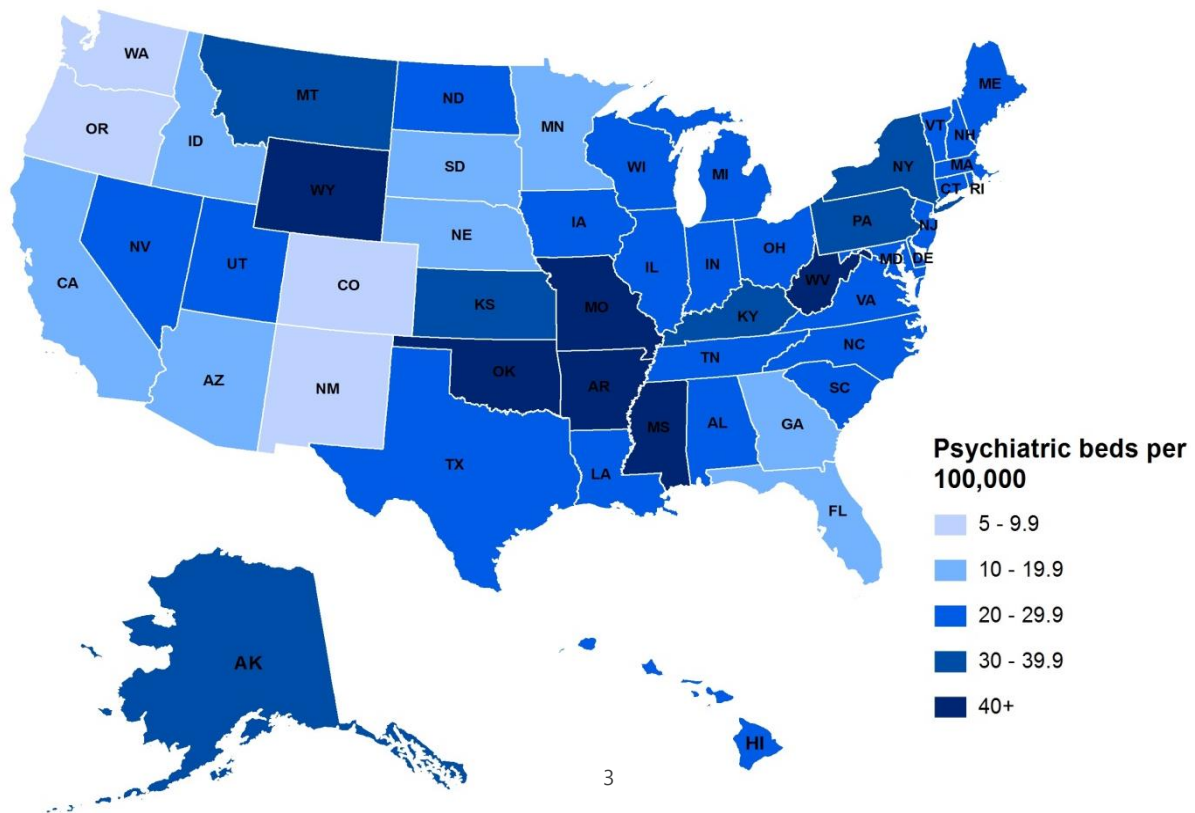 WA
MT
ND
MN
ME
OR
ID
SD
WI
MI
VT
NH
NY
MA
CT
RI
WY
NE
IA
PA
NJ
NV
UT
CO
IL
IN
OH
MD
DE
CA
KS
MO
WV
VA
KY
AZ
NM
OK
AR
TN
NC
SC
MS
AL
GA
TX
LA
FL
Psychiatric beds per
100,000
5 - 9.9
10 - 19.9
20 - 29.9
30 - 39.9
40+
AK
HI
3